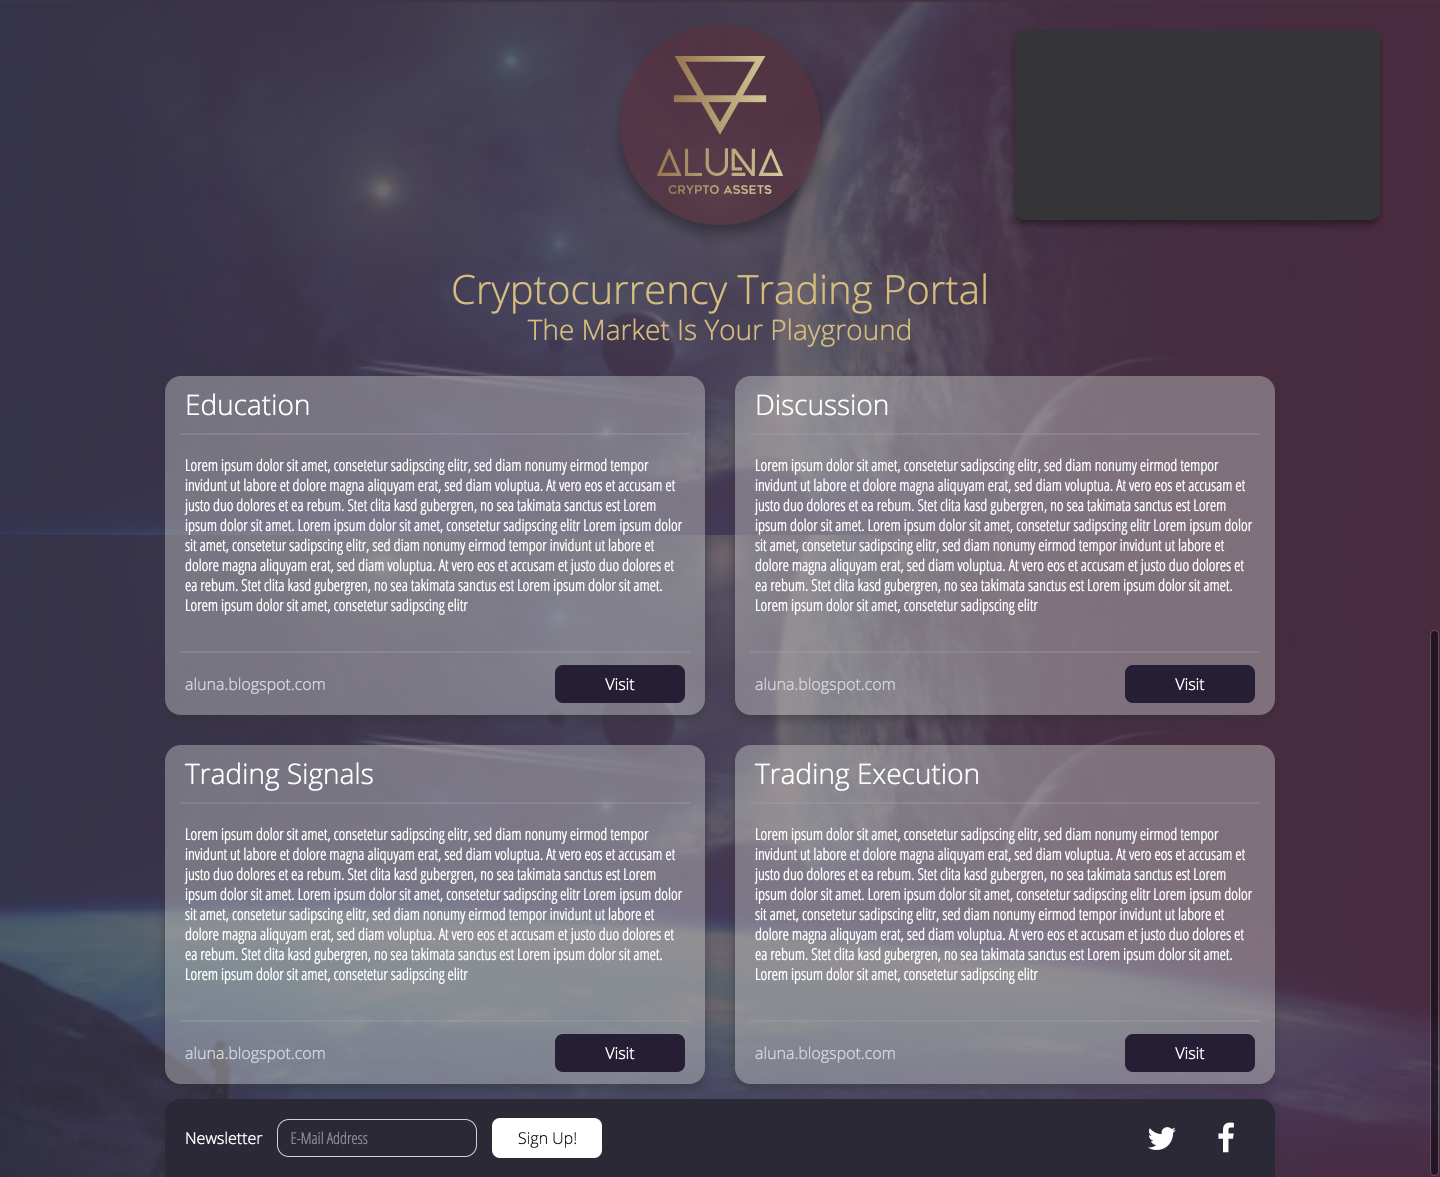 ALUNA
CRYPTO ASSETS
Cryptocurrency Trading Portal
The Market Is Your Playground
Education
Lorem ipsum dolor sit amet, consetetur sadipscing elitr, sed diam nonumy eirmod tempor
invidunt ut labore et dolore magna aliquyam erat, sed diam voluptua. At vero eos et accusam et
justo duo dolores et ea rebum. Stet clita kasd gubergren, no sea takimata sanctus est Lorem
ipsum dolor sit amet. Lorem ipsum dolor sit amet, consetetur sadipscing elitr Lorem ipsum dolor
sit amet, consetetur sadipscing elitr, sed diam nonumy eirmod tempor invidunt ut labore et
dolore magna aliquyam erat, sed diam voluptua. At vero eos et accusam et justo duo dolores et
ea rebum. Stet clita kasd gubergren, no sea takimata sanctus est Lorem ipsum dolor sit amet.
Lorem ipsum dolor sit amet, consetetur sadipscing elitr
aluna.blogspot.com
Visit
Discussion
Lorem ipsum dolor sit amet, consetetur sadipscing elitr, sed diam nonumy eirmod tempor
invidunt ut labore et dolore magna aliquyam erat, sed diam voluptua. At vero eos et accusam et
justo duo dolores et ea rebum. Stet clita kasd gubergren, no sea takimata sanctus est Lorem
ipsum dolor sit amet. Lorem ipsum dolor sit amet, consetetur sadipscing elitr Lorem ipsum dolor
sit amet, consetetur sadipscing elitr, sed diam nonumy eirmod tempor invidunt ut labore et
dolore magna aliquyam erat, sed diam voluptua. At vero eos et accusam et justo duo dolores et
ea rebum. Stet clita kasd gubergren, no sea takimata sanctus est Lorem ipsum dolor sit amet.
Lorem ipsum dolor sit amet, consetetur sadipscing elitr
aluna.blogspot.com
Visit
Trading Signals
Lorem ipsum dolor sit amet, consetetur sadipscing elitr, sed diam nonumy eirmod tempor
invidunt ut labore et dolore magna aliquyam erat, sed diam voluptua. At vero eos et accusam et
justo duo dolores et ea rebum. Stet clita kasd gubergren, no sea takimata sanctus est Lorem
ipsum dolor sit amet. Lorem ipsum dolor sit amet, consetetur sadipscing elitr Lorem ipsum dolor
sit amet, consetetur sadipscing elitr, sed diam nonumy eirmod tempor invidunt ut labore et
dolore magna aliquyam erat, sed diam voluptua. At vero eos et accusam et justo duo dolores et
ea rebum. Stet clita kasd gubergren, no sea takimata sanctus est Lorem ipsum dolor sit amet.
Lorem ipsum dolor sit amet, consetetur sadipscing elitr
aluna.blogspot.com
Visit
Trading Execution
Lorem ipsum dolor sit amet, consetetur sadipscing elitr, sed diam nonumy eirmod tempor
invidunt ut labore et dolore magna aliquyam erat, sed diam voluptua. At vero eos et accusam et
justo duo dolores et ea rebum. Stet clita kasd gubergren, no sea takimata sanctus est Lorem
ipsum dolor sit amet. Lorem ipsum dolor sit amet, consetetur sadipscing elitr Lorem ipsum dolor
sit amet, consetetur sadipscing elitr, sed diam nonumy eirmod tempor invidunt ut labore et
dolore magna aliquyam erat, sed diam voluptua. At vero eos et accusam et justo duo dolores et
ea rebum. Stet clita kasd gubergren, no sea takimata sanctus est Lorem ipsum dolor sit amet.
Lorem ipsum dolor sit amet, consetetur sadipscing elitr
aluna.blogspot.com
Visit
Newsletter
E-Mail Address
Sign Up!